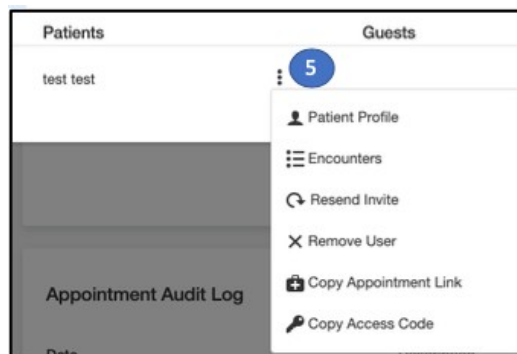 Patients Guests
test test 5
Patient Profile
Encounters
Resend Invite
Remove User
Copy Appointment Link
Appointment Audit Log
Copy Access Code